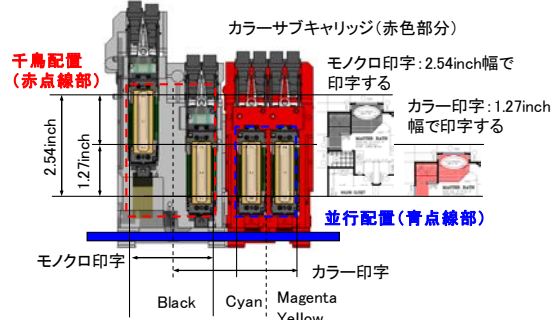 カラーサブキャリッジ(赤色部分)
千鳥配置
(赤点線部)
モノクロ印字:2.54inch幅で
印字する
カラー印字:1.27inch
幅で印字する
2.54inch
1.27inch
並行配置(青点線部)
モノクロ印字
カラー印字
Black
Cyan
Magenta
Yellow
MASTER BATH
MASTER BATH